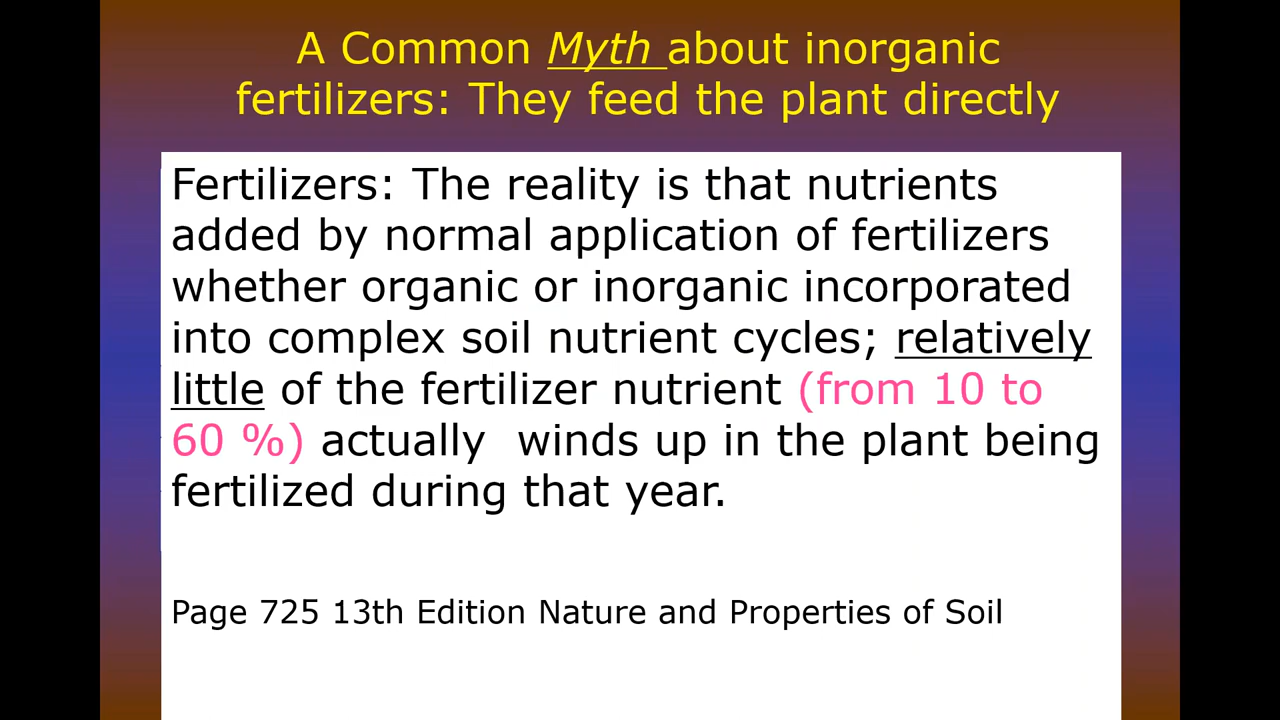 A Common Myth about inorganic
fertilizers: They feed the plant directly
Fertilizers: The reality is that nutrients
added by normal application of fertilizers
whether organic or inorganic incorporated
into complex soil nutrient cycles; relatively
little of the fertilizer nutrient (from 10 to
60 %) actually  winds up in the plant being
fertilized during that year.
Page 725 13th Edition Nature and Properties of Soil